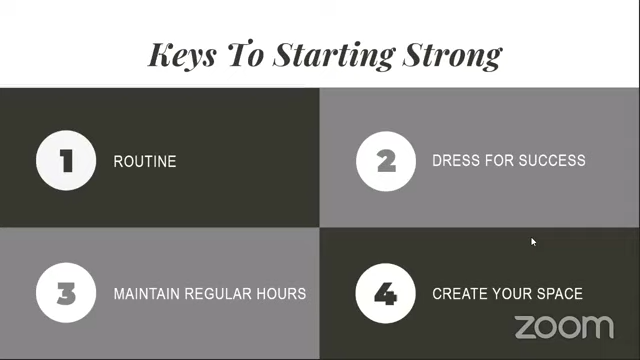 Keys To Starting Strong
1 ROUTINE
2 DRESS FOR SUCCESS
3 MAINTAIN REGULAR HOURS
4 CREATE YOUR SPACE
zoom